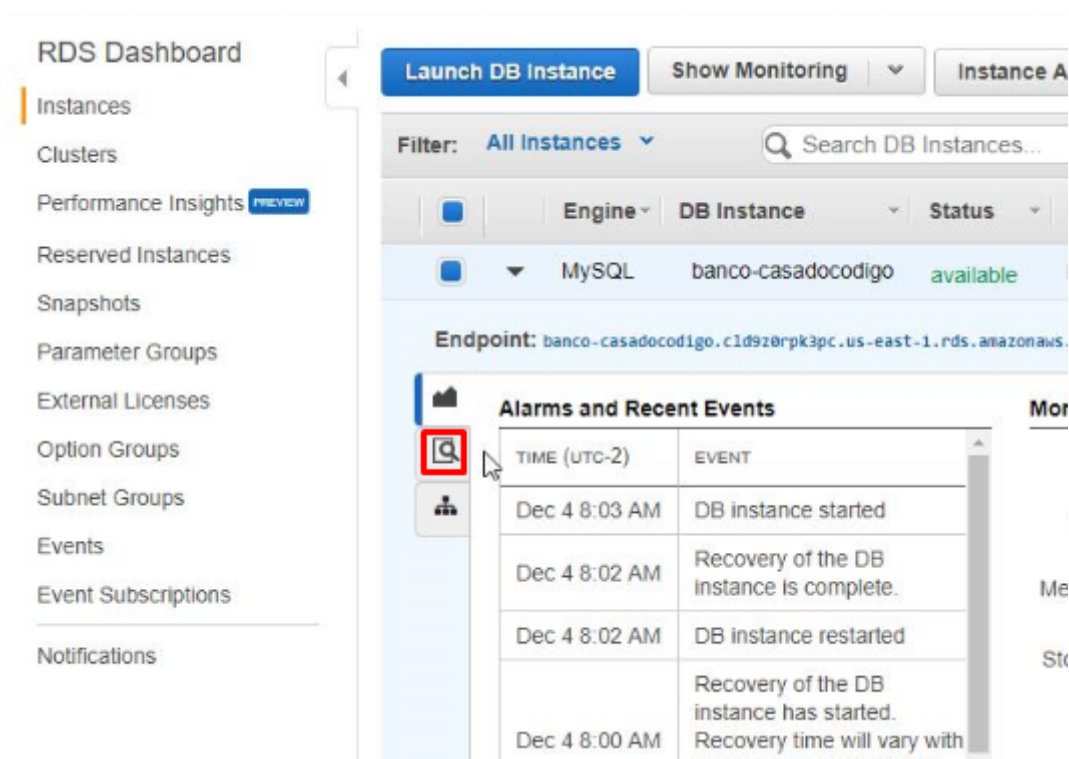 RDS Dashboard
Instances
Clusters
Performance Insights PREVIEW
Reserved Instances
Snapshots
Parameter Groups
External Licenses
Option Groups
Subnet Groups
Events
Event Subscriptions
Notifications
Launch DB Instance Show Monitoring Instance A
Filter: All Instances Search DB Instances...
Engine DB Instance Status
MySQL banco-casadocodigo available
Endpoint: banco-casadocodigo.cld9z0rpk3pc.us-east-1.rds.amazonaws.
Alarms and Recent Events Mon
TIME (UTC-2) EVENT
Dec 4 8:03 AM DB instance started
Dec 4 8:02 AM Recovery of the DB
instance is complete.
Me
Dec 4 8:02 AM DB instance restarted
Sto
Recovery of the DB
instance has started.
Dec 4 8:00 AM Recovery time will vary with